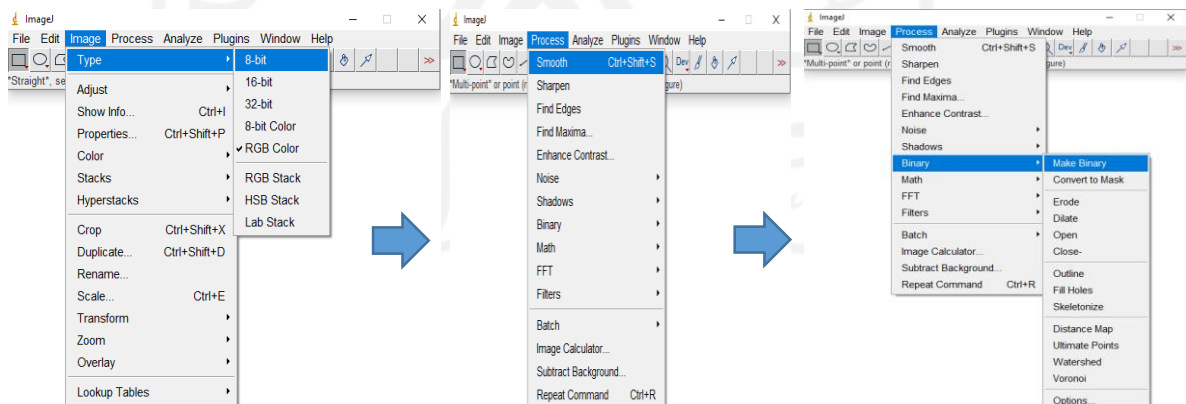 ImageJ
File Edit Image Process Analyze Plugins Window Help
*Straight*, se
Type
Adjust
Show Info... Ctrl+I
Properties... Ctrl+Shift+P
Color
Stacks
Hyperstacks
Crop Ctrl+Shift+X
Duplicate... Ctrl+Shift+D
Rename...
Scale... Ctrl+E
Transform
Zoom
Overlay
Lookup Tables
8-bit
16-bit
32-bit
8-bit Color
RGB Color
RGB Stack
HSB Stack
Lab Stack
ImageJ
File Edit Image Process Analyze Plugins Window Help
Dev
*Multi-point* or point (r
gure)
Smooth Ctrl+Shift+S
Sharpen
Find Edges
Find Maxima...
Enhance Contrast...
Noise
Shadows
Binary
Math
FFT
Filters
Batch
Image Calculator...
Subtract Background...
Repeat Command Ctrl+R
ImageJ
File Edit Image Process Analyze Plugins Window Help
Dev
*Multi-point* or point (r
gure)
Smooth Ctrl+Shift+S
Sharpen
Find Edges
Find Maxima...
Enhance Contrast...
Noise
Shadows
Binary
Math
FFT
Filters
Batch
Image Calculator...
Subtract Background...
Repeat Command Ctrl+R
Make Binary
Convert to Mask
Erode
Dilate
Open
Close-
Outline
Fill Holes
Skeletonize
Distance Map
Ultimate Points
Watershed
Voronoi
Options...